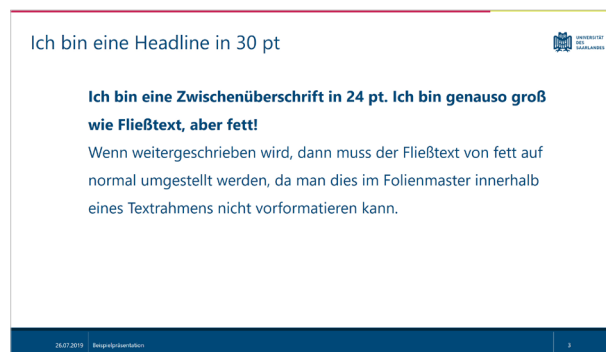 Ich bin eine Headline in 30 pt
UNIVERSITÄT
DES
SAARLANDES
Ich bin eine Zwischenüberschrift in 24 pt. Ich bin genauso groß
wie Fließtext, aber fett!
Wenn weitergeschrieben wird, dann muss der Fließtext von fett auf
normal umgestellt werden, da man dies im Folienmaster innerhalb
eines Textrahmens nicht vorformatieren kann.
26.07.2019 Beispielpräsentation 3